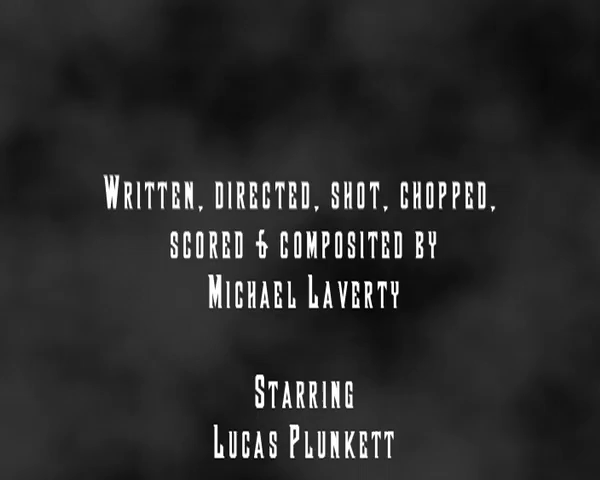 Written, directed, shot, chopped,
scored & composited by
Michael Laverty
Starring
Lucas Plunkett